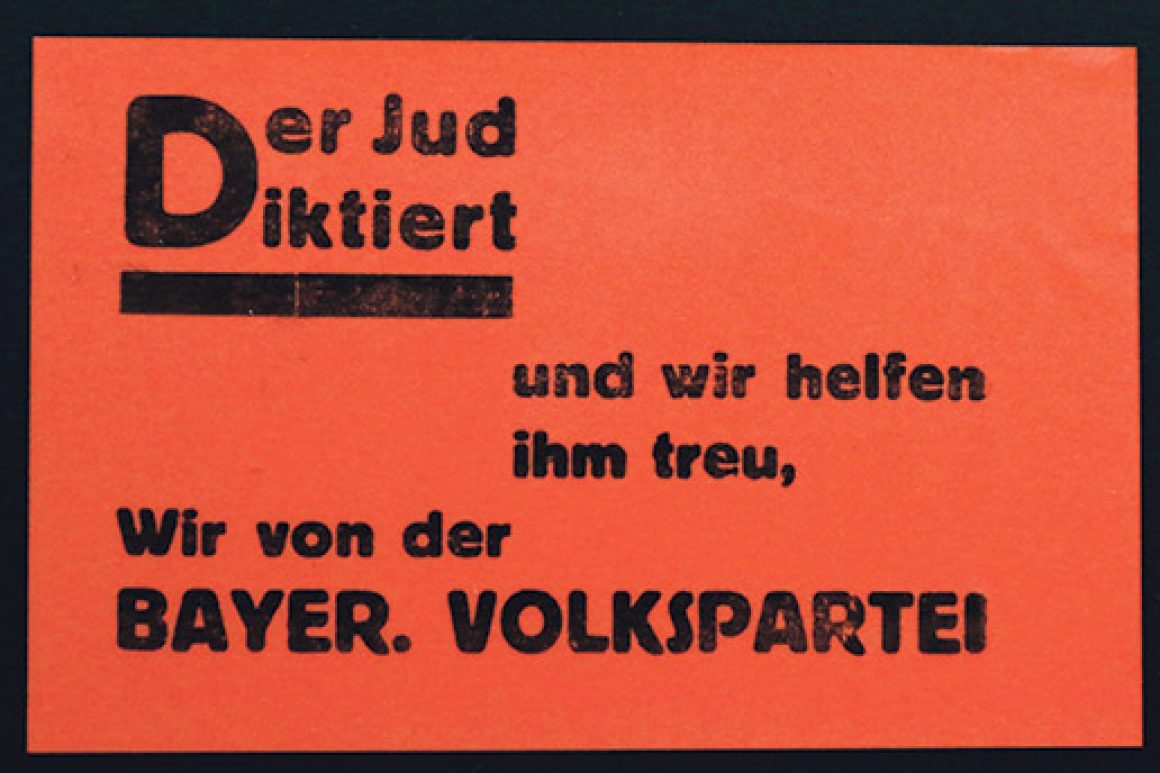 Der Jud
Diktiert
und wir helfen
ihm treu,
Wir von der
BAYER. VOLKSPARTEI